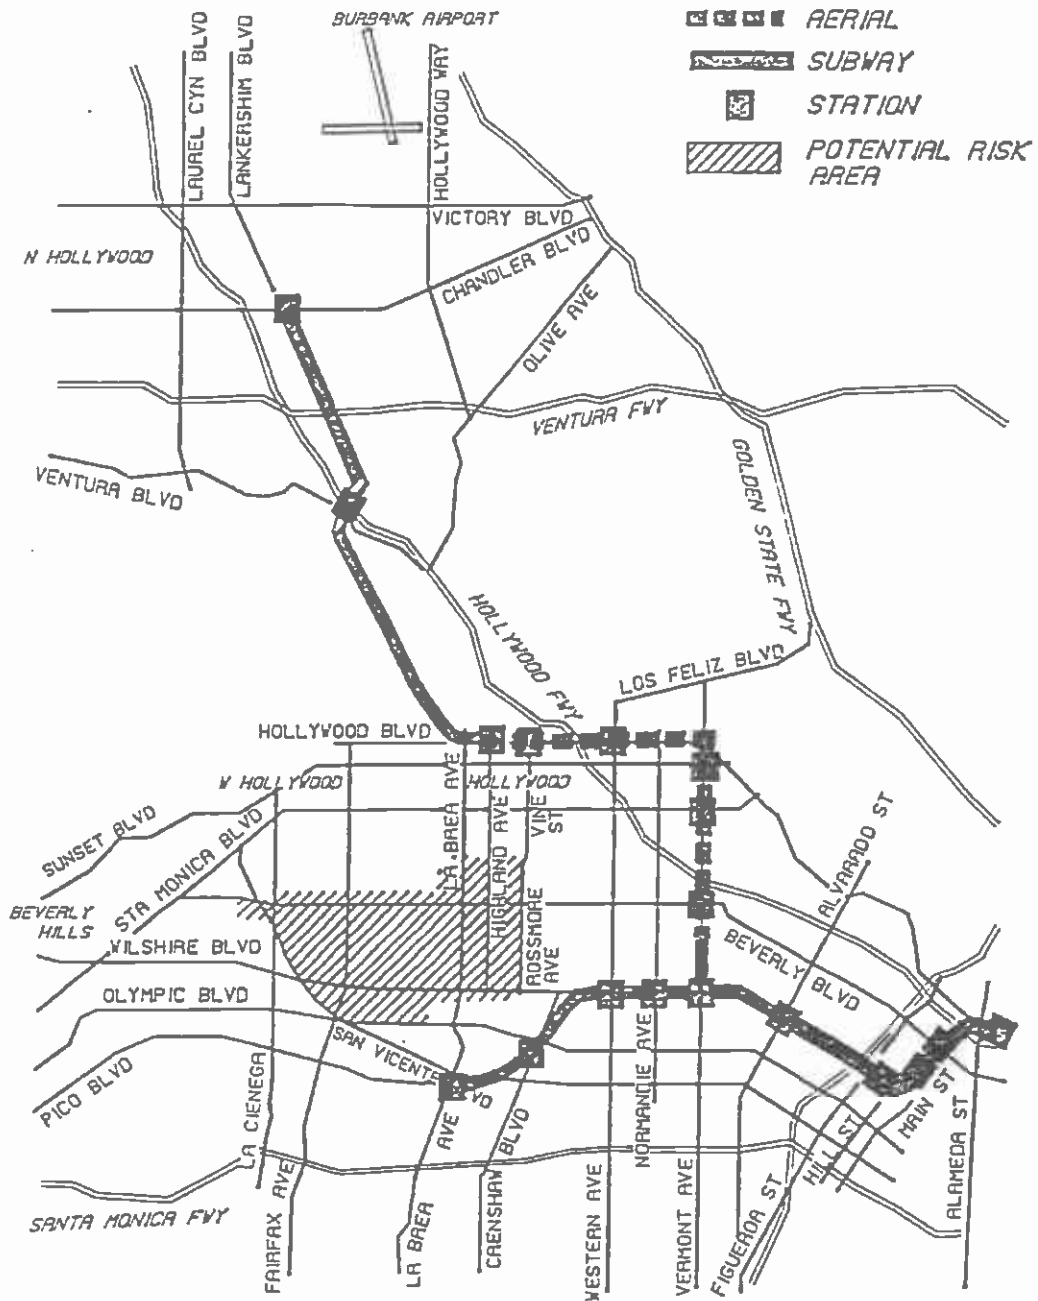 BURBANK AIRPORT
AERIAL
SUBWAY
STATION
POTENTIAL RISK
AREA
LAUREL CYN BLVD
LANKERSHIM BLVD
HOLLYWOOD WAY
VICTORY BLVD
N HOLLYWOOD
CHANDLER BLVD
OLIVE AVE
VENTURA FWY
VENTURA BLVD
GOLDEN STATE FWY
HOLLYWOOD FWY
LOS FELIZ BLVD
HOLLYWOOD BLVD
W HOLLYWOOD
HOLLYWOOD
SUNSET BLVD
STA MONICA BLVD
LA BREA AVE
HIGHLAND AVE
VINE
ST
ALVARADO ST
BEVERLY
HILLS
WILSHIRE BLVD
ROSSMORE
AVE
BEVERLY BLVD
OLYMPIC BLVD
SAN VICENTE
PICO BLVD
LA CIENEGA
FAIRFAX AVE
LA BREA
AVE
CRENSHAW
BLVD
WESTERN AVE
NORMANDIE AVE
VERMONT AVE
FIGUEROA ST
HILL ST
MAIN ST
ALAMEDA ST
SANTA MONICA FWY